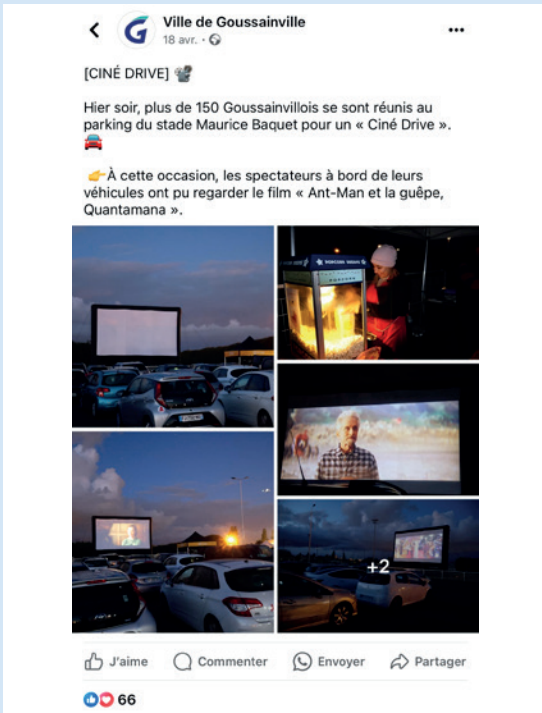 Ville de Goussainville
18 avr. ·
[CINÉ DRIVE] 📽️
Hier soir, plus de 150 Goussainvillois se sont réunis au
parking du stade Maurice Baquet pour un « Ciné Drive ».
🚘
👉À cette occasion, les spectateurs à bord de leurs
véhicules ont pu regarder le film « Ant-Man et la guêpe,
Quantamana ».
+2
J'aime
Commenter
Envoyer
Partager
66